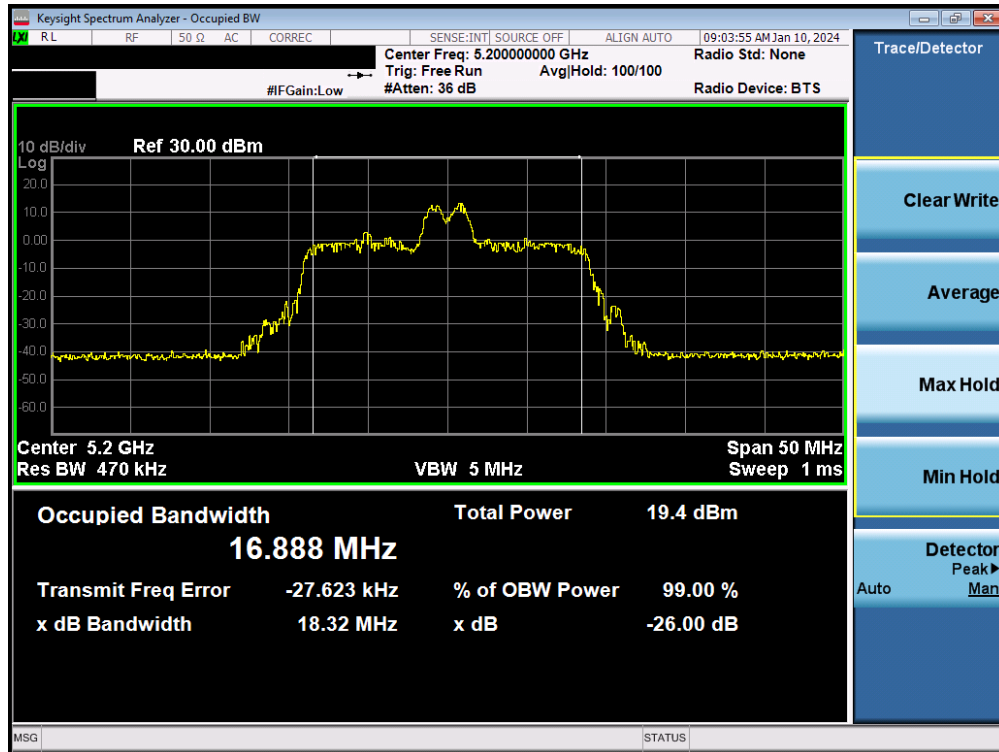 Keysight Spectrum Analyzer - Occupied BW
LXI RL RF 50 Ω AC CORREC SENSE:INT SOURCE OFF ALIGN AUTO 09:03:55 AM Jan 10, 2024
Center Freq: 5.200000000 GHz Radio Std: None
Trig: Free Run Avg|Hold: 100/100
#IFGain:Low #Atten: 36 dB Radio Device: BTS
Trace/Detector
10 dB/div Ref 30.00 dBm
Log
20.0
10.0
0.00
-10.0
-20.0
-30.0
-40.0
-50.0
-60.0
Center 5.2 GHz Span 50 MHz
Res BW 470 kHz VBW 5 MHz Sweep 1 ms
Occupied Bandwidth Total Power 19.4 dBm
16.888 MHz
Transmit Freq Error -27.623 kHz % of OBW Power 99.00 %
x dB Bandwidth 18.32 MHz x dB -26.00 dB
Clear Write
Average
Max Hold
Min Hold
Detector
Peak▶
Auto Man
MSG STATUS